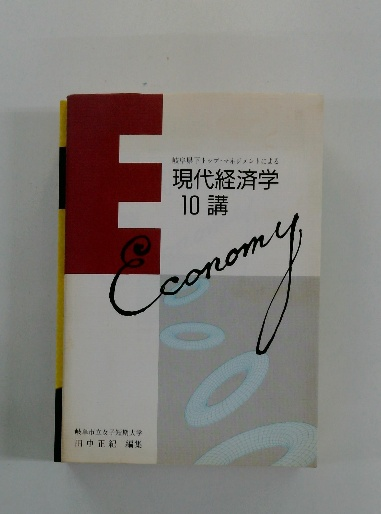 岐阜県下トップ・マネジメントによる
現代経済学
10講
Economy
岐阜市立女子短期大学
田中正紀 編集